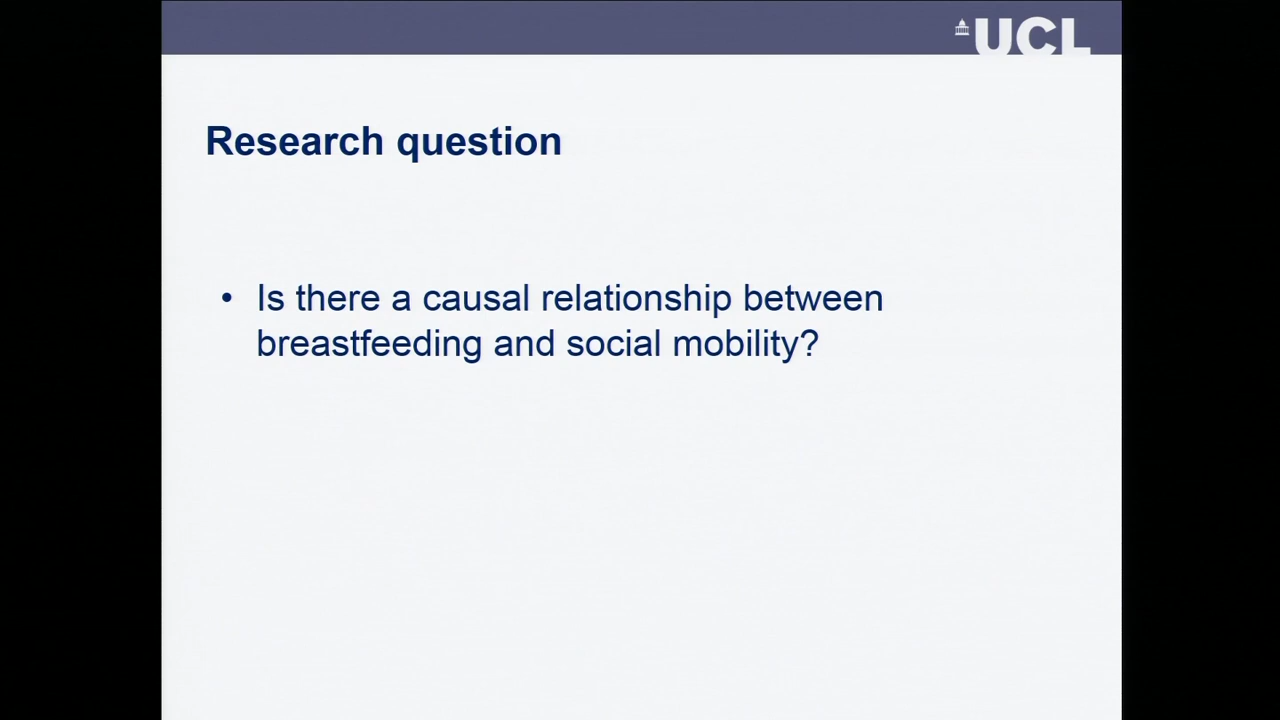 UCL
Research question
• Is there a causal relationship between
breastfeeding and social mobility?